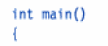 int main()
{